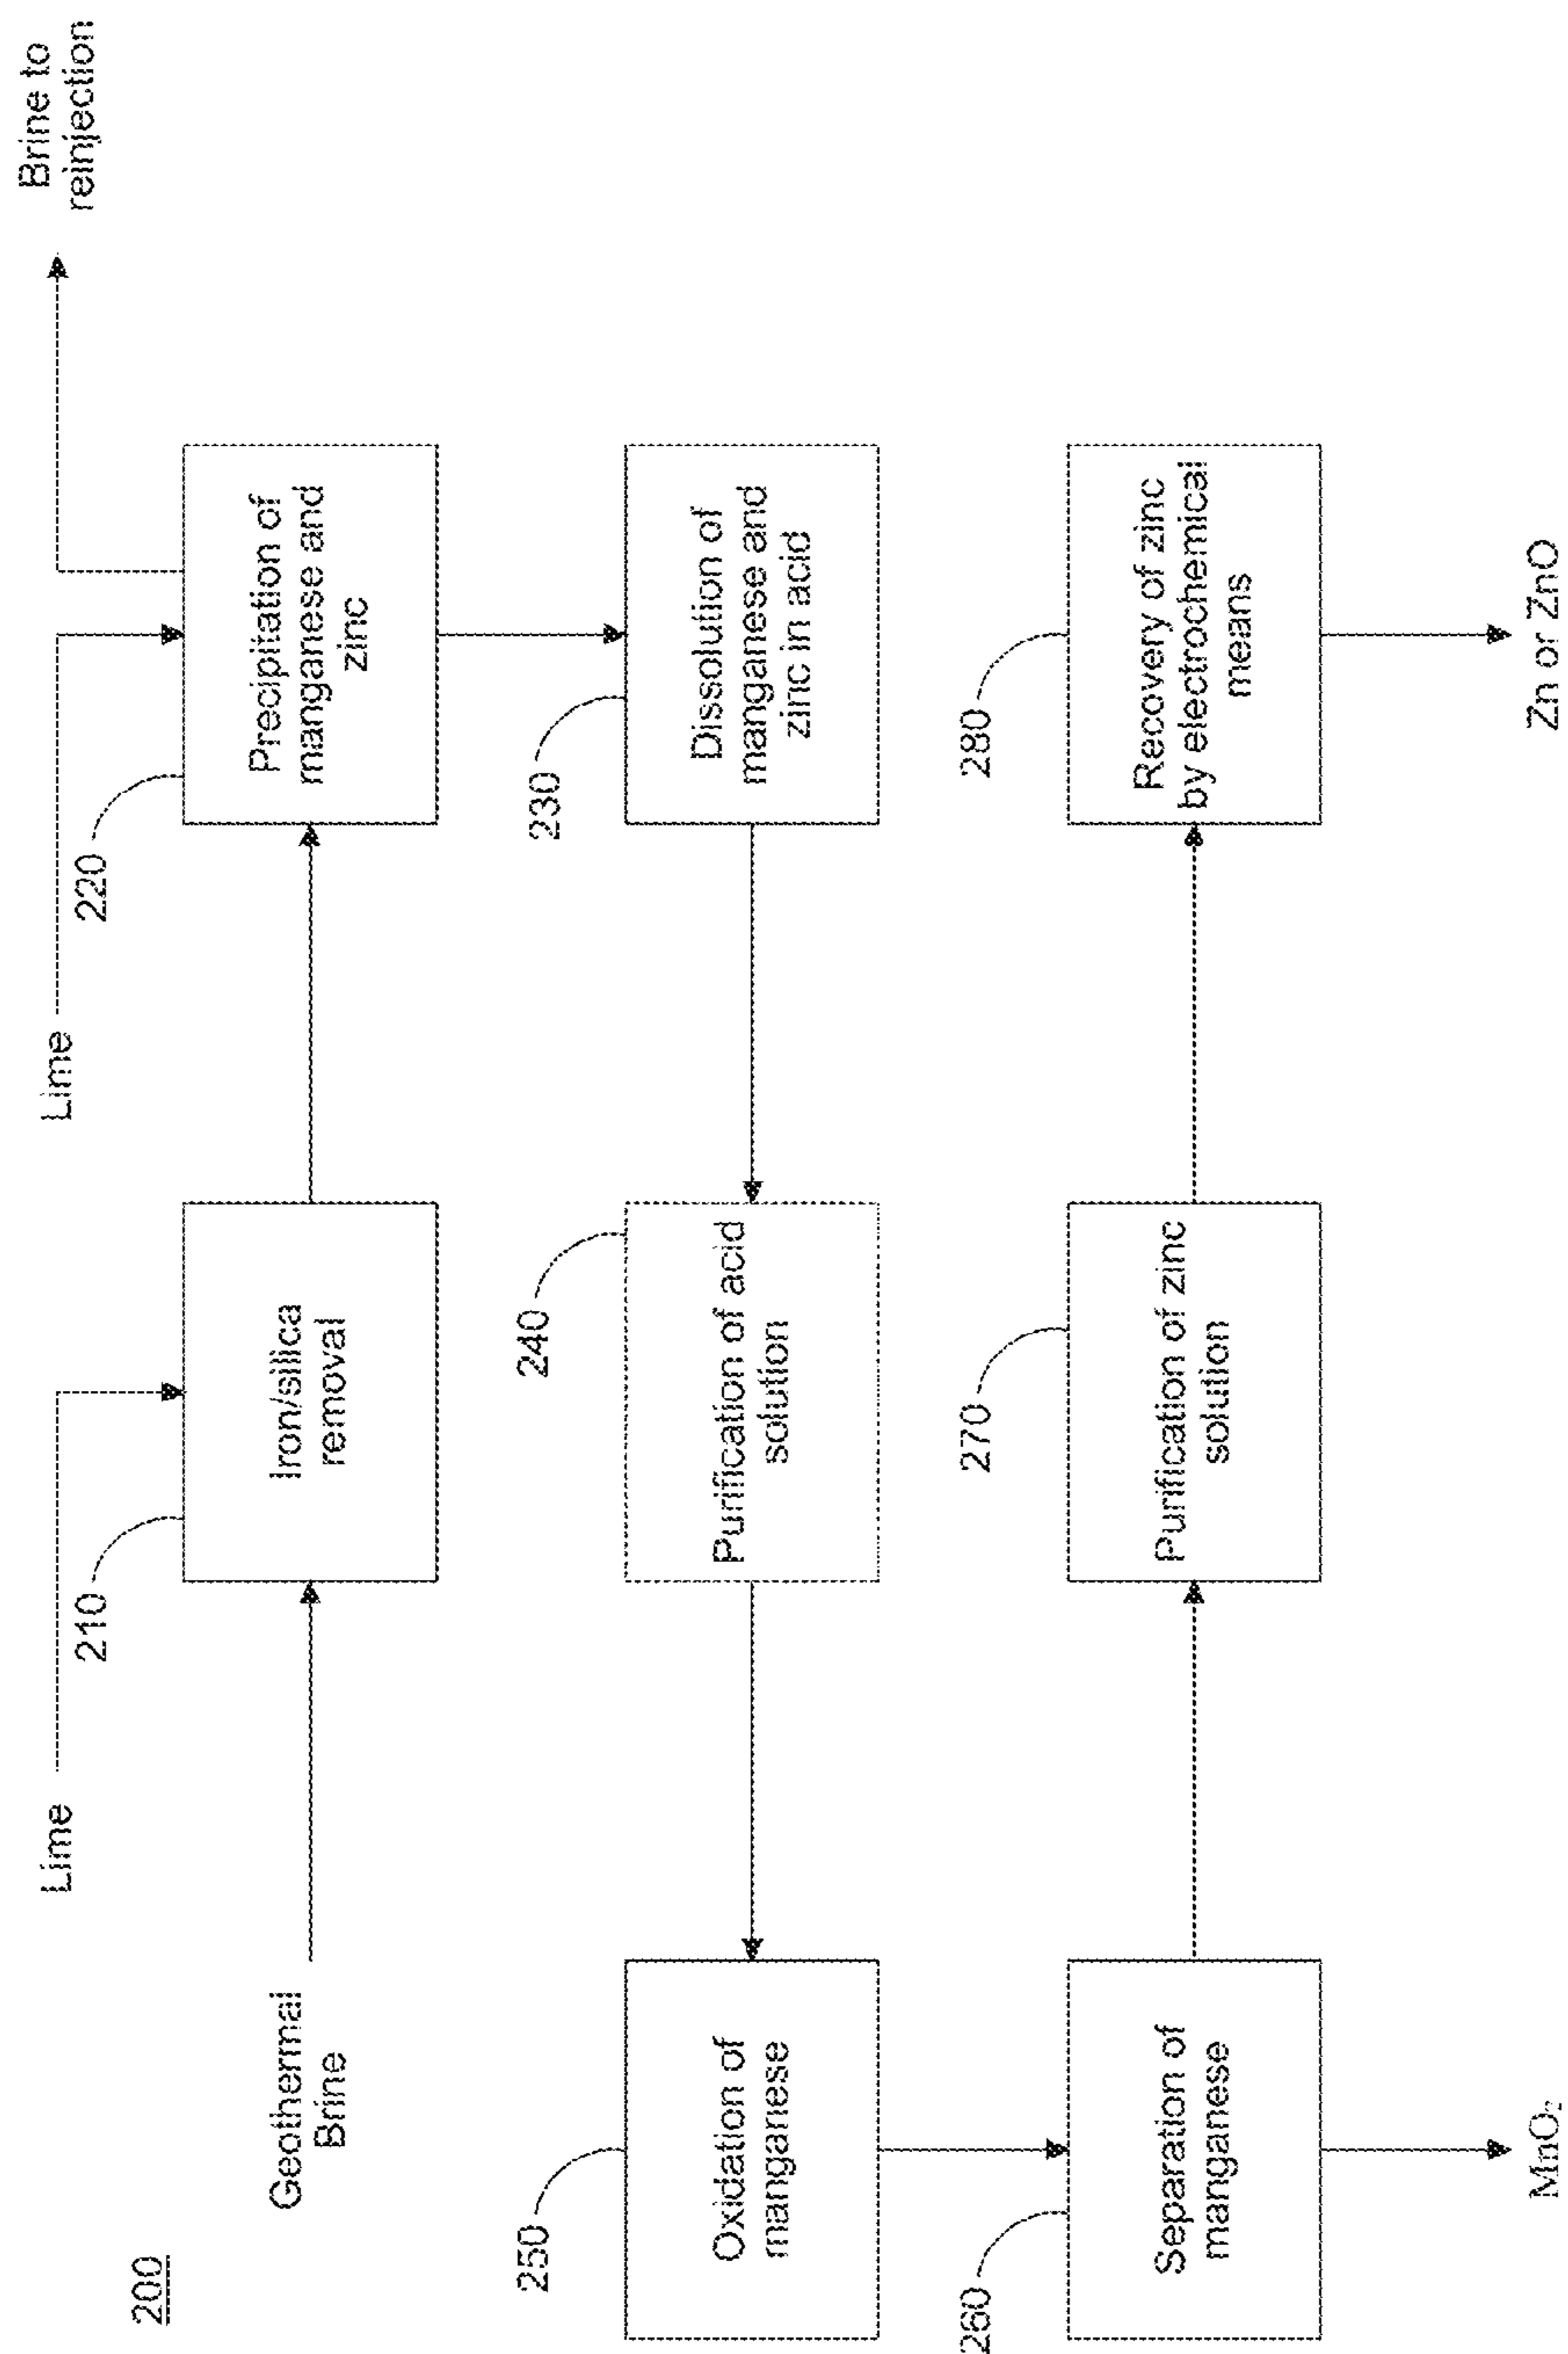 200
Lime
Lime
Brine to
reinjection
210
220
Geothermal
Brine
Iron/silica
removal
Precipitation of
manganese and
zinc
250
240
230
Oxidation of
manganese
Purification of acid
solution
Dissolution of
manganese and
zinc in acid
260
270
280
Separation of
manganese
Purification of zinc
solution
Recovery of zinc
by electrochemical
means
MnO₂
Zn or ZnO